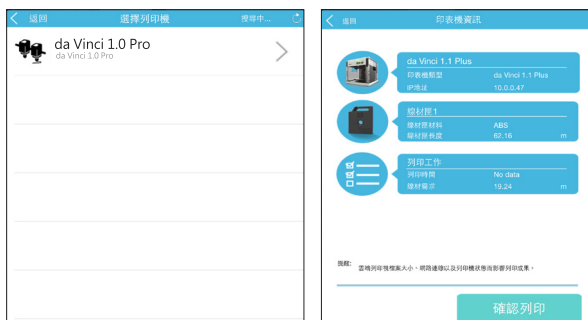 返回
選擇列印機
搜尋中...
da Vinci 1.0 Pro
da Vinci 1.0 Pro
返回
印表機資訊
da Vinci 1.1 Plus
印表機類型 da Vinci 1.1 Plus
IP地址 10.0.0.47
線材匣1
線材匣材料 ABS
線材匣長度 62.16 m
列印工作
列印時間 No data
線材需求 19.24 m
提醒:
雲端列印視檔案大小、網路連線以及列印機狀態而影響列印成果。
確認列印